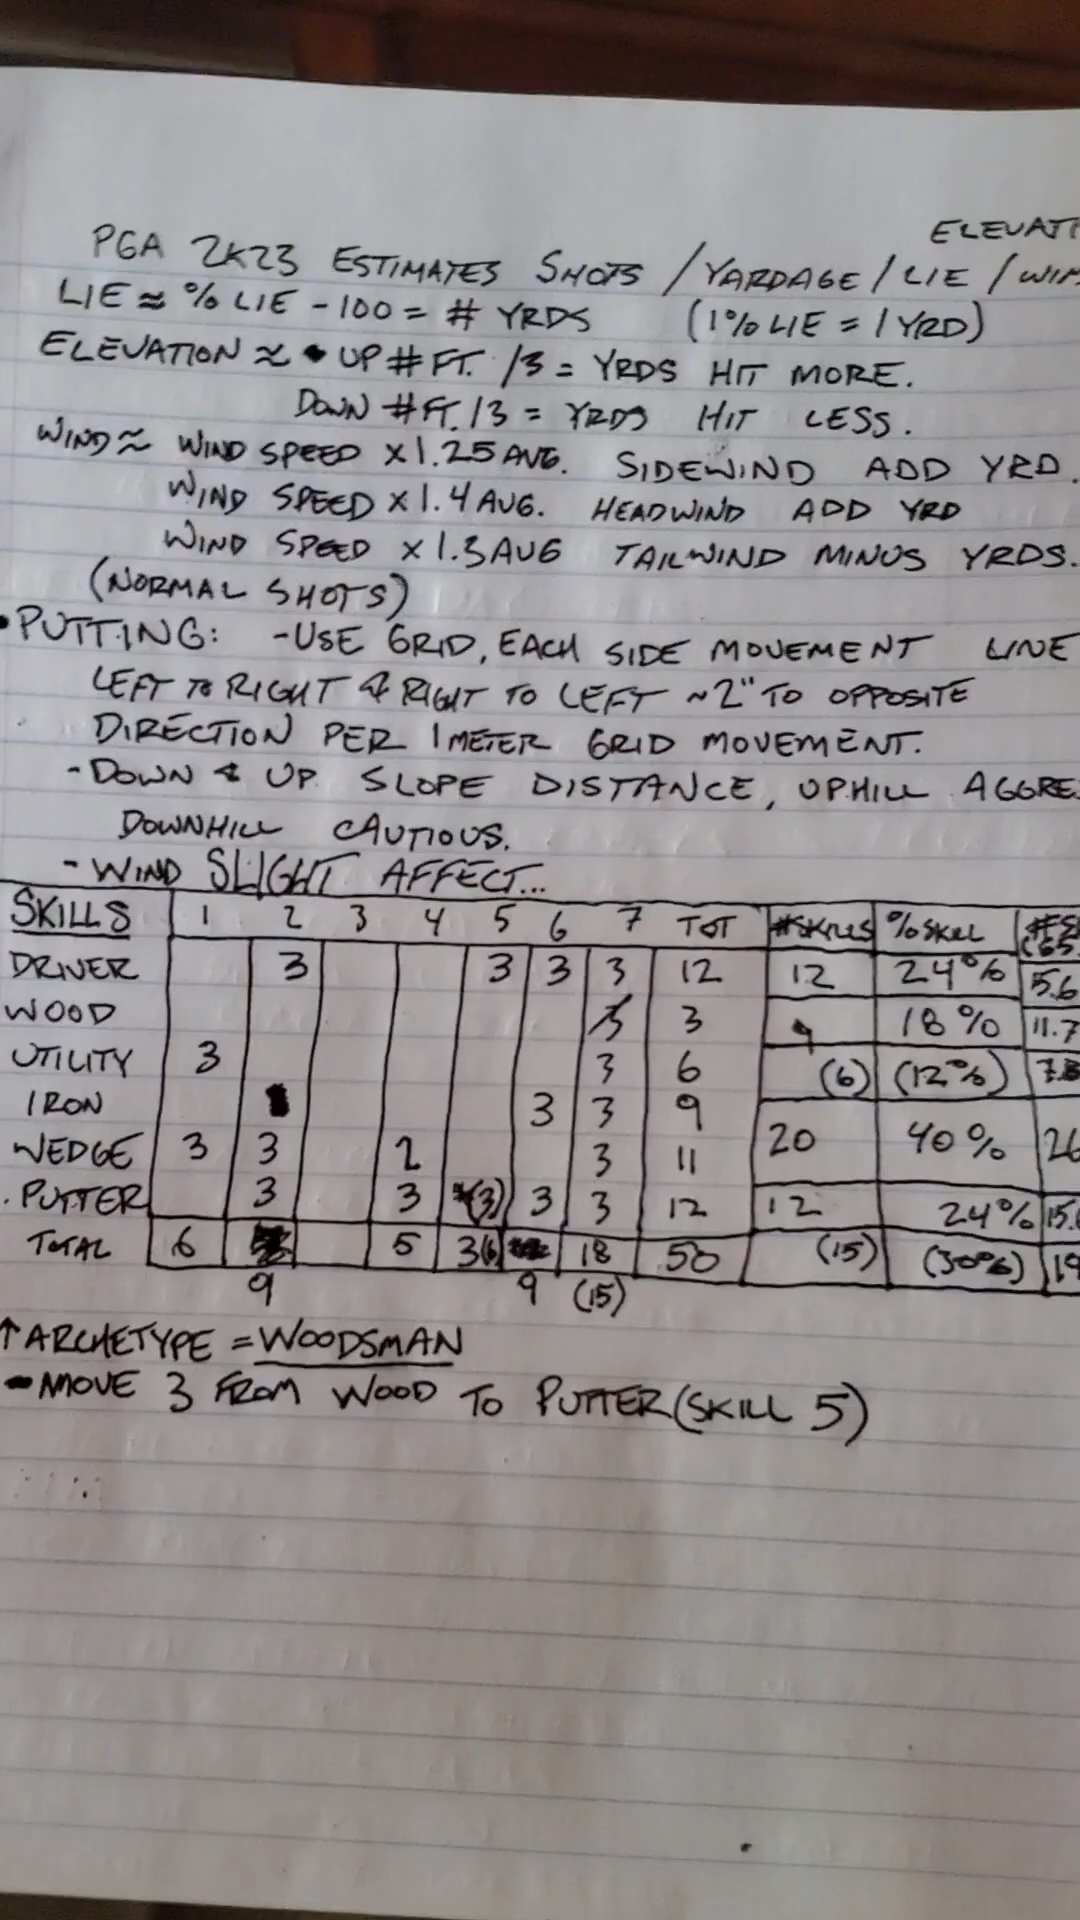 ELEVATI
PGA 2K23 ESTIMATES SHOTS / YARDAGE / LIE / WIN
LIE ≈ % LIE - 100 = # YRDS (1% LIE = 1 YRD)
ELEVATION ≈ • UP # FT. /3 = YRDS HIT MORE.
DOWN # FT. /3 = YRDS HIT LESS.
WIND ≈ WIND SPEED X 1.25 AVG. SIDEWIND ADD YRD.
WIND SPEED X 1.4 AVG. HEADWIND ADD YRD
WIND SPEED X 1.3 AVG TAILWIND MINUS YRDS.
(NORMAL SHOTS)
• PUTTING: - USE GRID, EACH SIDE MOVEMENT LINE
LEFT TO RIGHT & RIGHT TO LEFT ~2" TO OPPOSITE
DIRECTION PER 1 METER GRID MOVEMENT.
- DOWN & UP SLOPE DISTANCE, UPHILL AGGRE
DOWNHILL CAUTIOUS.
- WIND SLIGHT AFFECT...
SKILLS 1 2 3 4 5 6 7 TOT #SKILLS % SKILL
DRIVER 3 3 3 3 12 12 24% 15.6
WOOD 3 3 9 18% 11.7
UTILITY 3 3 6 (6) (12%) 7.8
IRON 3 3 9
WEDGE 3 3 2 3 11 20 40% 26
. PUTTER 3 3 (3) 3 3 12 12 24% 15.
TOTAL 6 5 3(6) 18 50 (15) (30%) 19
9 9 (15)
↑ ARCHETYPE = WOODSMAN
- MOVE 3 FROM WOOD TO PUTTER (SKILL 5)